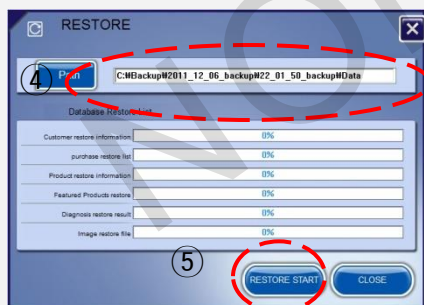 RESTORE
④ Path C:₩Backup₩2011_12_06_backup₩22_01_50_backup₩Data
Database Restore List
Customer restore information 0%
purchase restore list 0%
Product restore information 0%
Featured Products restore 0%
Diagnosis restore result 0%
Image restore file 0%
⑤
RESTORE START CLOSE